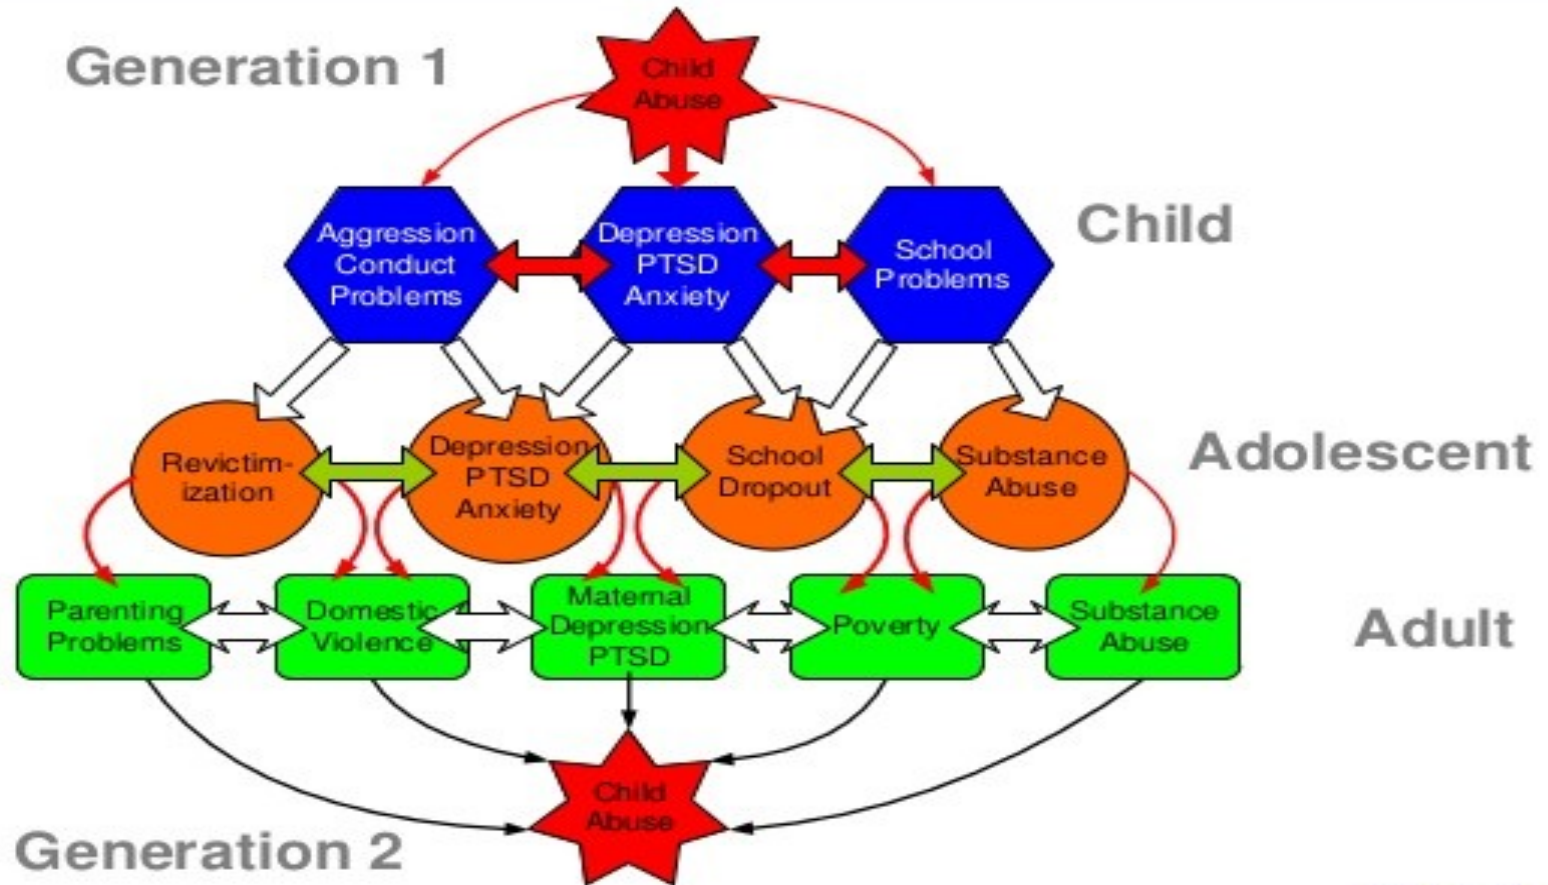 Generation 1
Child
Abuse
Aggression
Conduct
Problems
Depression
PTSD
Anxiety
School
Problems
Child
Revictim-
ization
Depression
PTSD
Anxiety
School
Dropout
Substance
Abuse
Adolescent
Parenting
Problems
Domestic
Violence
Maternal
Depression
PTSD
Poverty
Substance
Abuse
Adult
Child
Abuse
Generation 2